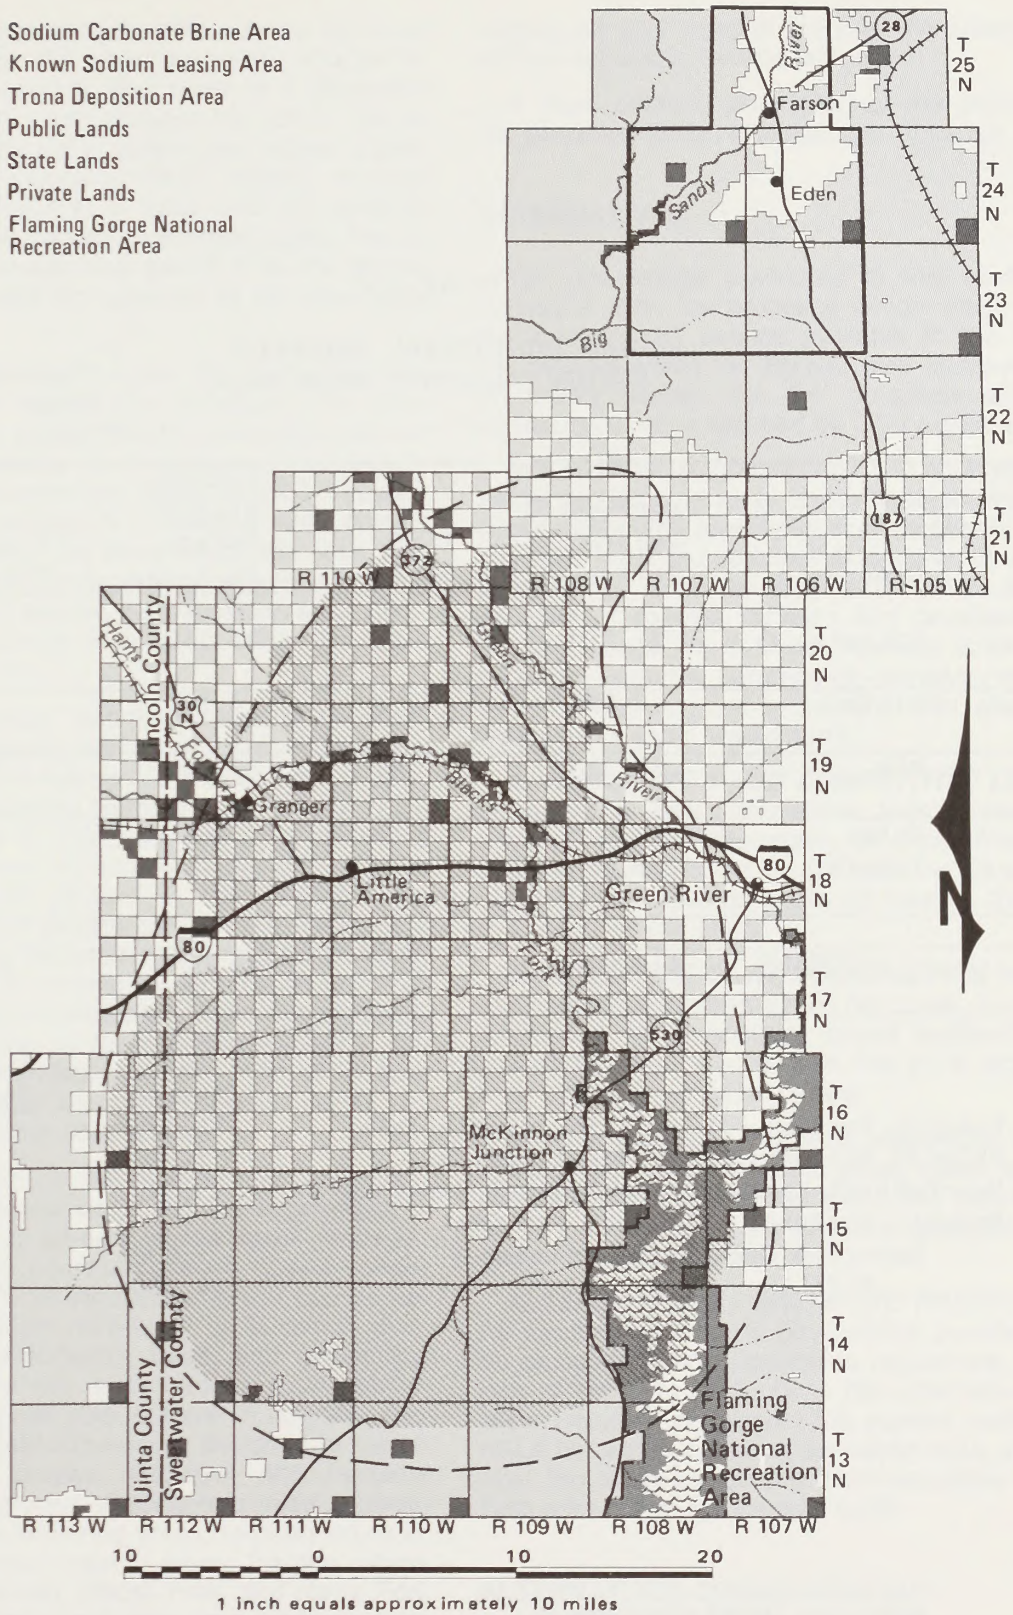 Sodium Carbonate Brine Area
Known Sodium Leasing Area
Trona Deposition Area
Public Lands
State Lands
Private Lands
Flaming Gorge National
Recreation Area
River
28
T
25
N
Farson
Sandy
Eden
T
24
N
T
23
N
Big
T
22
N
187
T
21
N
372
R 110 W
R 108 W
R 107 W
R 106 W
R 105 W
Hams
Lincoln County
Green
T
20
N
30
N
Fork
T
19
N
Granger
Blacks
River
80
T
18
N
Little
America
Green River
80
Fork
N
T
17
N
530
T
16
N
McKinnon
Junction
T
15
N
T
14
N
Uinta County
Sweetwater County
Flaming
Gorge
National
Recreation
Area
T
13
N
R 113 W
R 112 W
R 111 W
R 110 W
R 109 W
R 108 W
R 107 W
10
0
10
20
1 inch equals approximately 10 miles